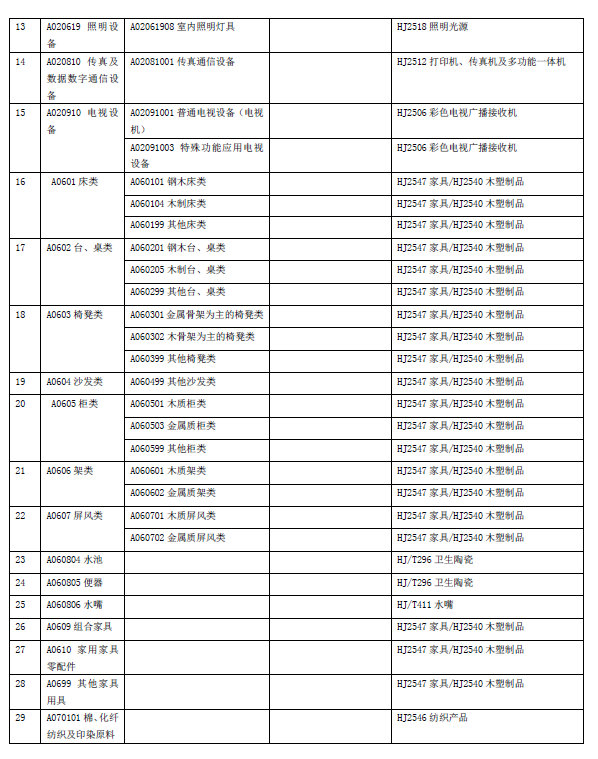 13 A020619 照明设 A02061908 室内照明灯具 HJ2518 照明光源
备
14 A020810 传真及 A02081001 传真通信设备 HJ2512 打印机、传真机及多功能一体机
数据数字通信设
备
15 A020910 电视设 A02091001 普通电视设备（电视 HJ2506 彩色电视广播接收机
备 机）
A02091003 特殊功能应用电视 HJ2506 彩色电视广播接收机
设备
16 A0601 床类 A060101 钢木床类 HJ2547 家具/HJ2540 木塑制品
A060104 木制床类 HJ2547 家具/HJ2540 木塑制品
A060199 其他床类 HJ2547 家具/HJ2540 木塑制品
17 A0602 台、桌类 A060201 钢木台、桌类 HJ2547 家具/HJ2540 木塑制品
A060205 木制台、桌类 HJ2547 家具/HJ2540 木塑制品
A060299 其他台、桌类 HJ2547 家具/HJ2540 木塑制品
18 A0603 椅凳类 A060301 金属骨架为主的椅凳类 HJ2547 家具/HJ2540 木塑制品
A060302 木骨架为主的椅凳类 HJ2547 家具/HJ2540 木塑制品
A060399 其他椅凳类 HJ2547 家具/HJ2540 木塑制品
19 A0604 沙发类 A060499 其他沙发类 HJ2547 家具/HJ2540 木塑制品
20 A0605 柜类 A060501 木质柜类 HJ2547 家具/HJ2540 木塑制品
A060503 金属质柜类 HJ2547 家具/HJ2540 木塑制品
A060599 其他柜类 HJ2547 家具/HJ2540 木塑制品
21 A0606 架类 A060601 木质架类 HJ2547 家具/HJ2540 木塑制品
A060602 金属质架类 HJ2547 家具/HJ2540 木塑制品
22 A0607 屏风类 A060701 木质屏风类 HJ2547 家具/HJ2540 木塑制品
A060702 金属质屏风类 HJ2547 家具/HJ2540 木塑制品
23 A060804 水池 HJ/T296 卫生陶瓷
24 A060805 便器 HJ/T296 卫生陶瓷
25 A060806 水嘴 HJ/T411 水嘴
26 A0609 组合家具 HJ2547 家具/HJ2540 木塑制品
27 A0610 家用家具 HJ2547 家具/HJ2540 木塑制品
零配件
28 A0699 其他家具 HJ2547 家具/HJ2540 木塑制品
用具
29 A070101 棉、化纤 HJ2546 纺织产品
纺织及印染原料